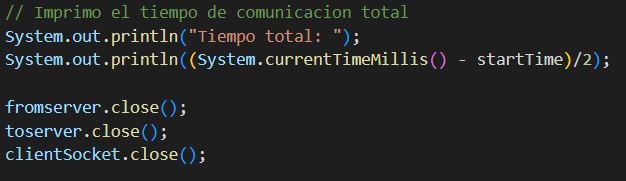 // Imprimo el tiempo de comunicacion total
System.out.println("Tiempo total: ");
System.out.println((System.currentTimeMillis() - startTime)/2);
fromserver.close();
toserver.close();
clientSocket.close();